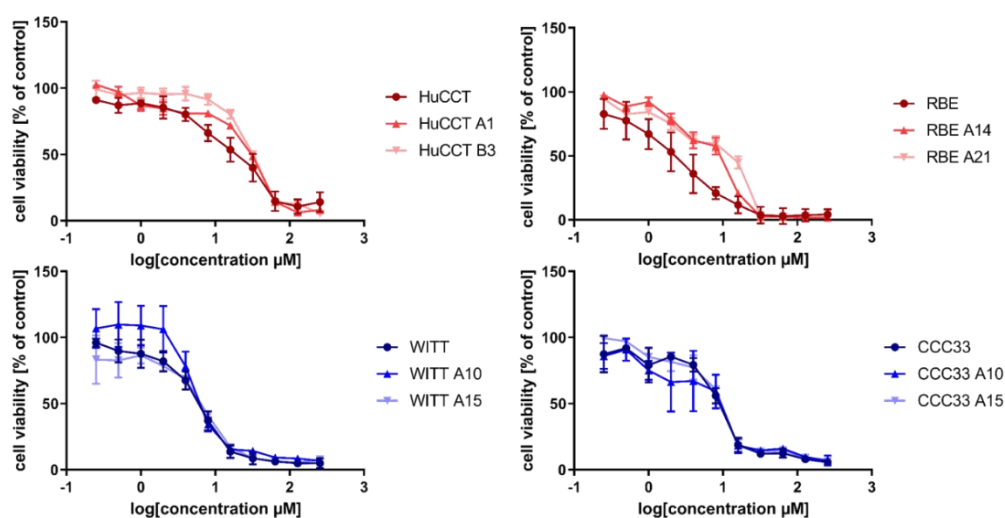 cell viability [% of control]
150
100
50
0
-1
0
1
2
3
log[concentration µM]
HuCCT
HuCCT A1
HuCCT B3
cell viability [% of control]
150
100
50
0
-1
0
1
2
3
log[concentration µM]
RBE
RBE A14
RBE A21
cell viability [% of control]
150
100
50
0
-1
0
1
2
3
log[concentration µM]
WITT
WITT A10
WITT A15
cell viability [% of control]
150
100
50
0
-1
0
1
2
3
log[concentration µM]
CCC33
CCC33 A10
CCC33 A15